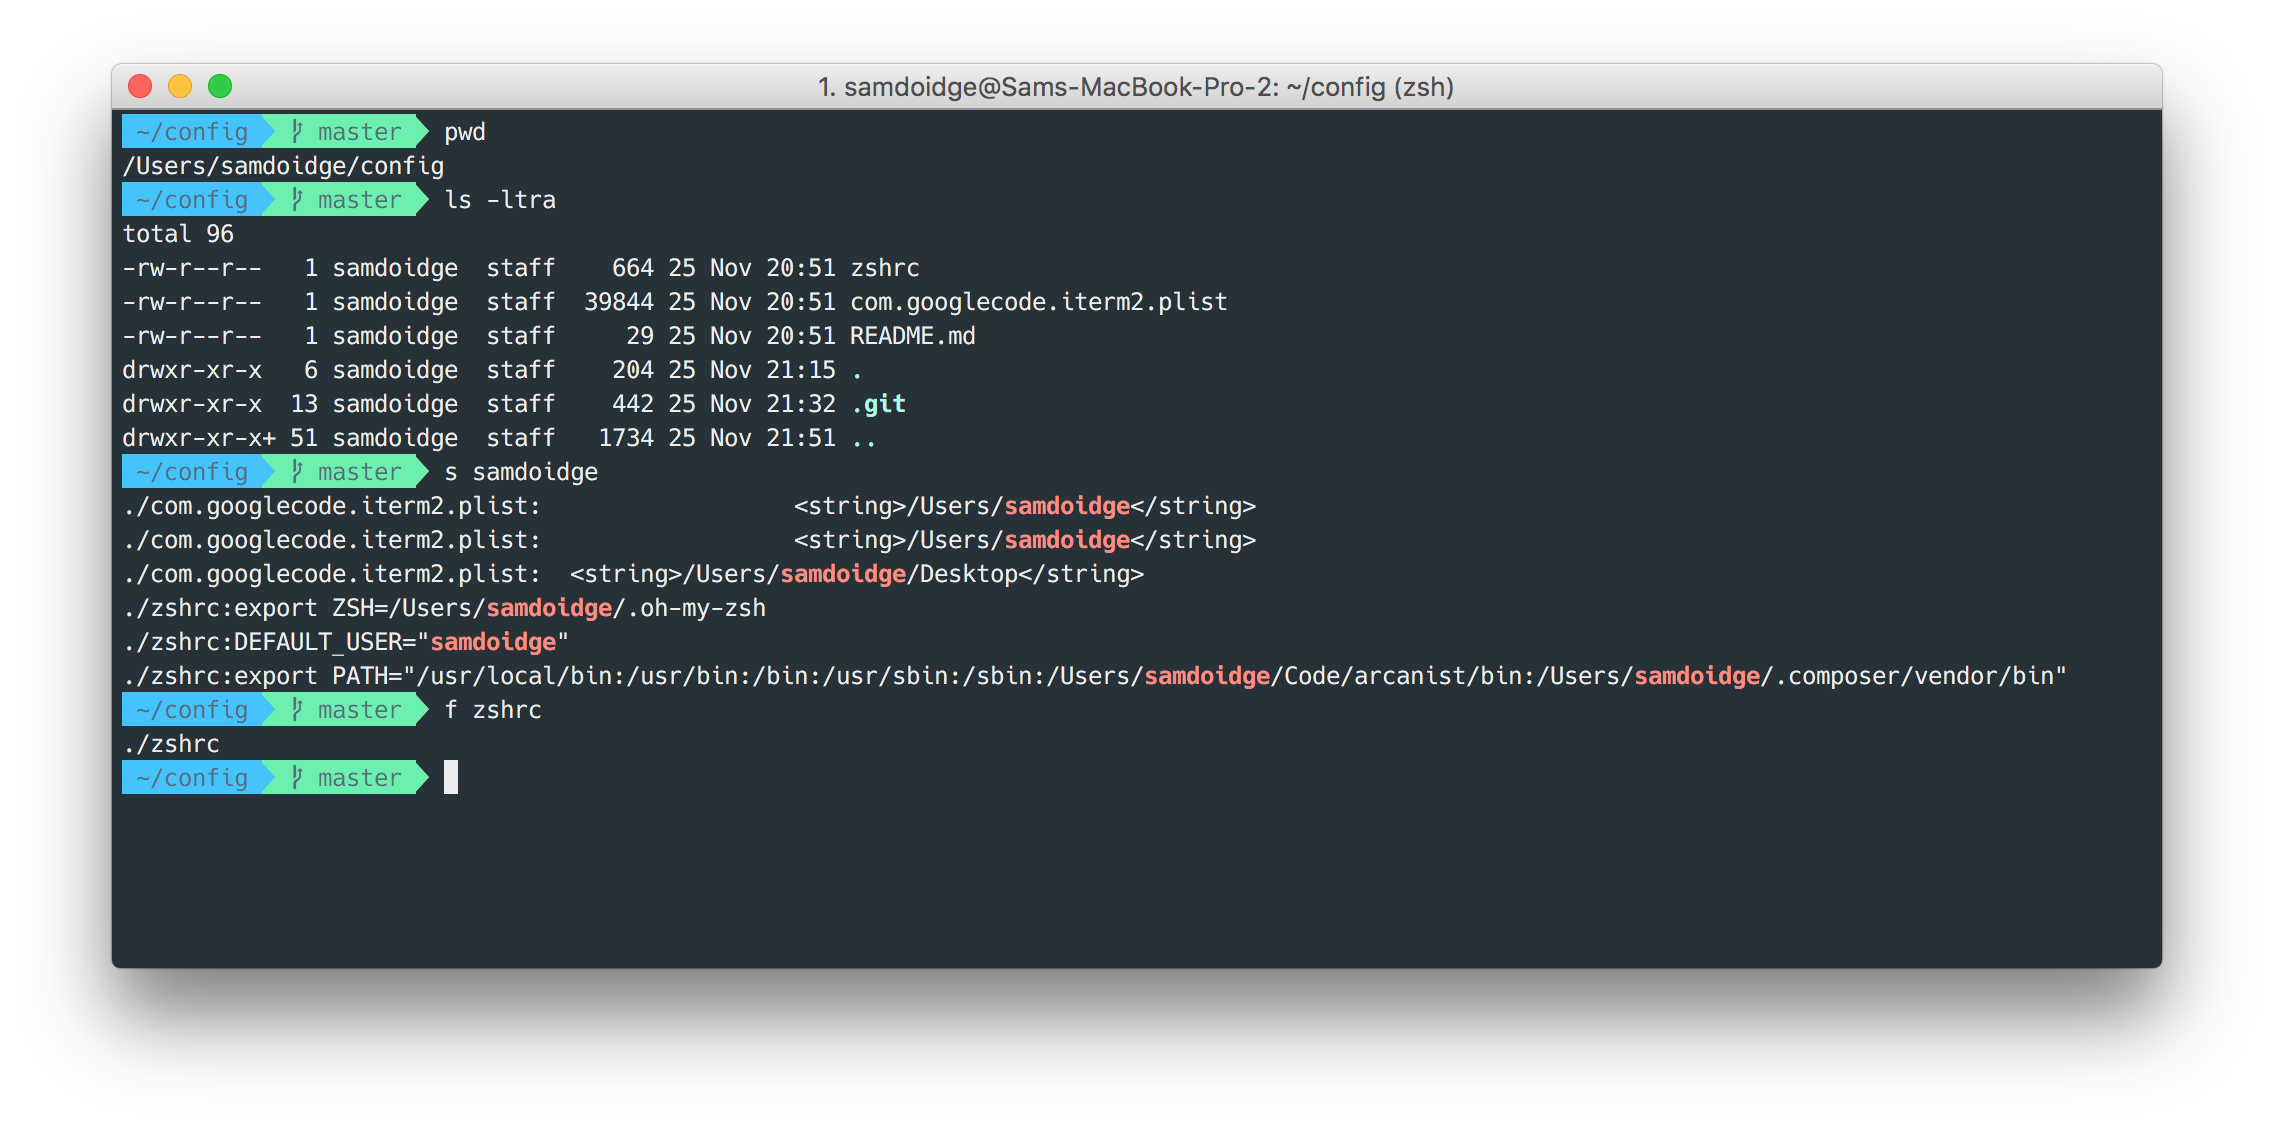 1. samdoidge@Sams-MacBook-Pro-2: ~/config (zsh)
~/config master pwd
/Users/samdoidge/config
~/config master ls -ltra
total 96
-rw-r--r--   1 samdoidge  staff    664 25 Nov 20:51 zshrc
-rw-r--r--   1 samdoidge  staff  39844 25 Nov 20:51 com.googlecode.iterm2.plist
-rw-r--r--   1 samdoidge  staff     29 25 Nov 20:51 README.md
drwxr-xr-x   6 samdoidge  staff    204 25 Nov 21:15 .
drwxr-xr-x  13 samdoidge  staff    442 25 Nov 21:32 .git
drwxr-xr-x+ 51 samdoidge  staff   1734 25 Nov 21:51 ..
~/config master s samdoidge
./com.googlecode.iterm2.plist:                  <string>/Users/samdoidge</string>
./com.googlecode.iterm2.plist:                  <string>/Users/samdoidge</string>
./com.googlecode.iterm2.plist:  <string>/Users/samdoidge/Desktop</string>
./zshrc:export ZSH=/Users/samdoidge/.oh-my-zsh
./zshrc:DEFAULT_USER="samdoidge"
./zshrc:export PATH="/usr/local/bin:/usr/bin:/bin:/usr/sbin:/sbin:/Users/samdoidge/Code/arcanist/bin:/Users/samdoidge/.composer/vendor/bin"
~/config master f zshrc
./zshrc
~/config master